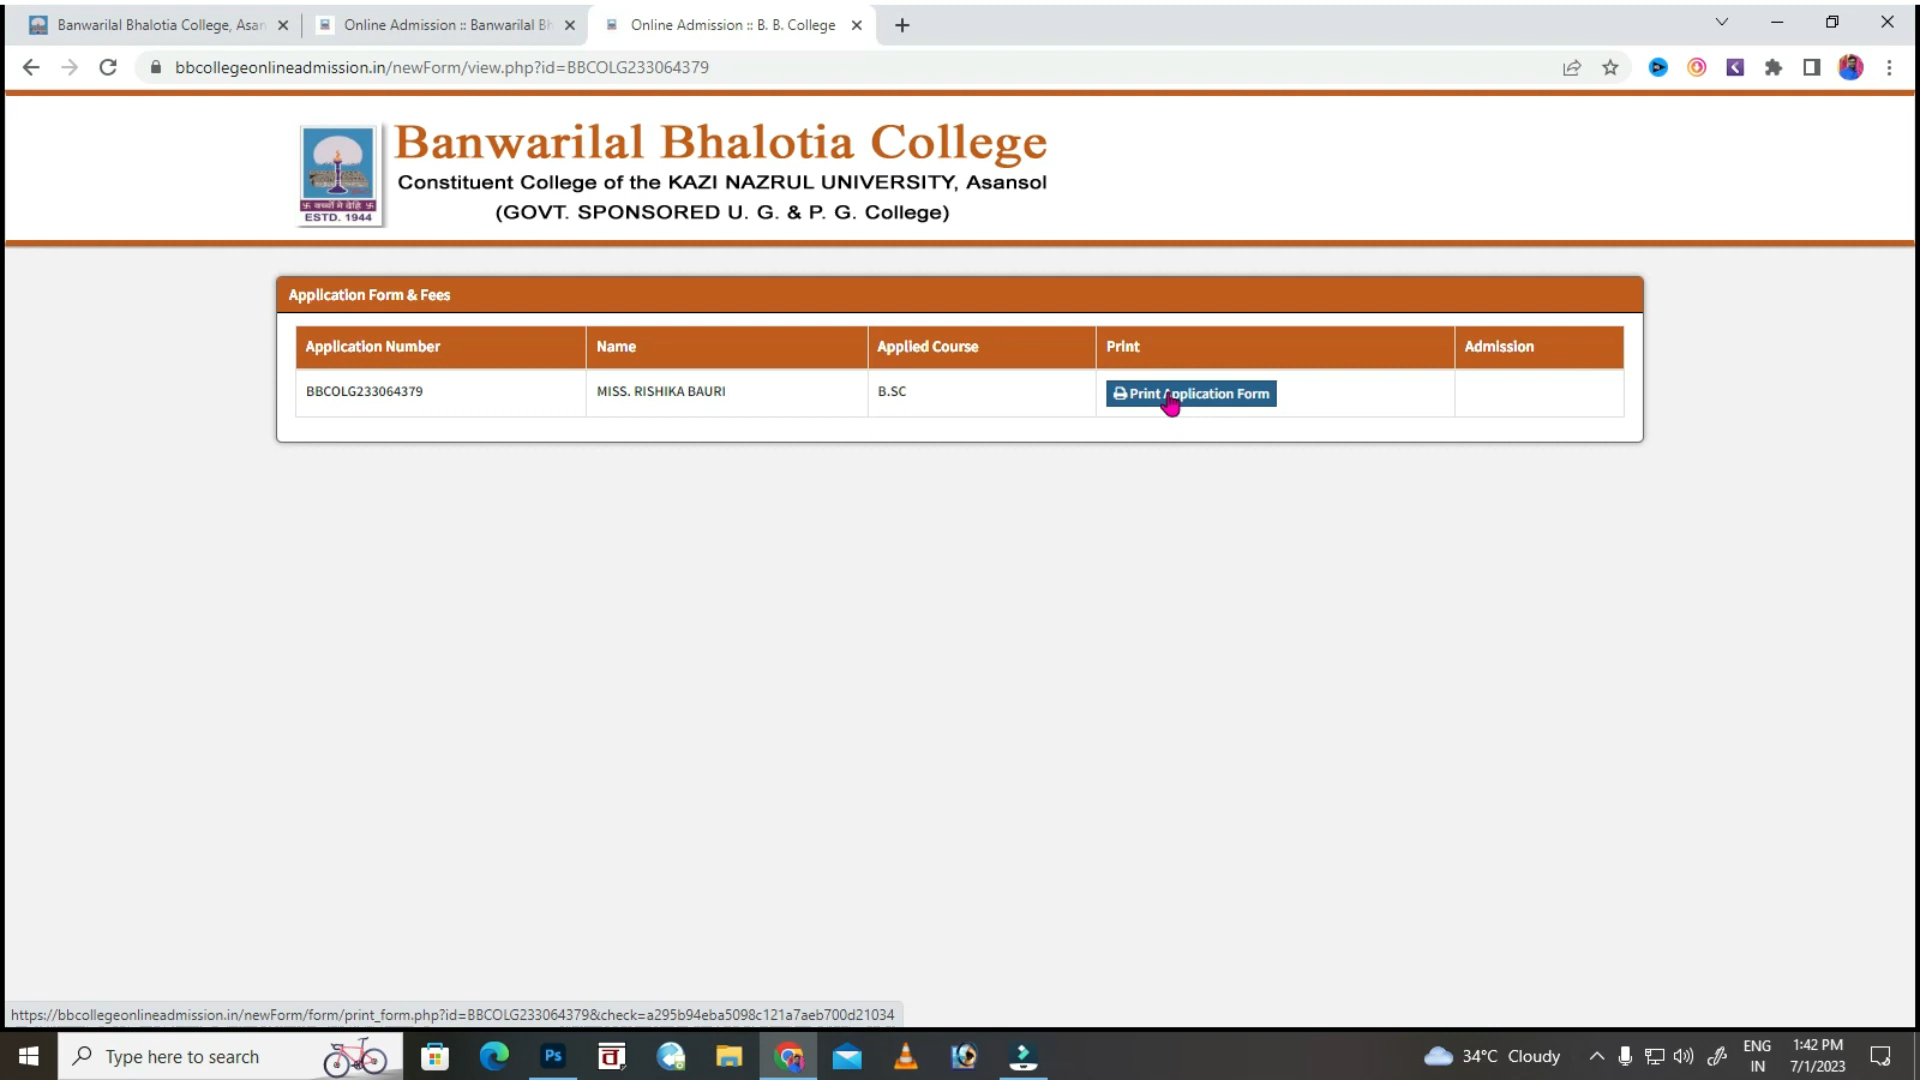 Banwarilal Bhalotia College, Asan
Online Admission :: Banwarilal Bh
Online Admission :: B. B. College
bbcollegeonlineadmission.in/newForm/view.php?id=BBCOLG233064379
Banwarilal Bhalotia College
Constituent College of the KAZI NAZRUL UNIVERSITY, Asansol
(GOVT. SPONSORED U. G. & P. G. College)
ESTD. 1944
Application Form & Fees
Application Number Name Applied Course Print Admission
BBCOLG233064379 MISS. RISHIKA BAURI B.SC Print Application Form
https://bbcollegeonlineadmission.in/newForm/form/print_form.php?id=BBCOLG233064379&check=a295b94eba5098c121a7aeb700d21034
Type here to search
Ps
34°C Cloudy
ENG
IN
1:42 PM
7/1/2023